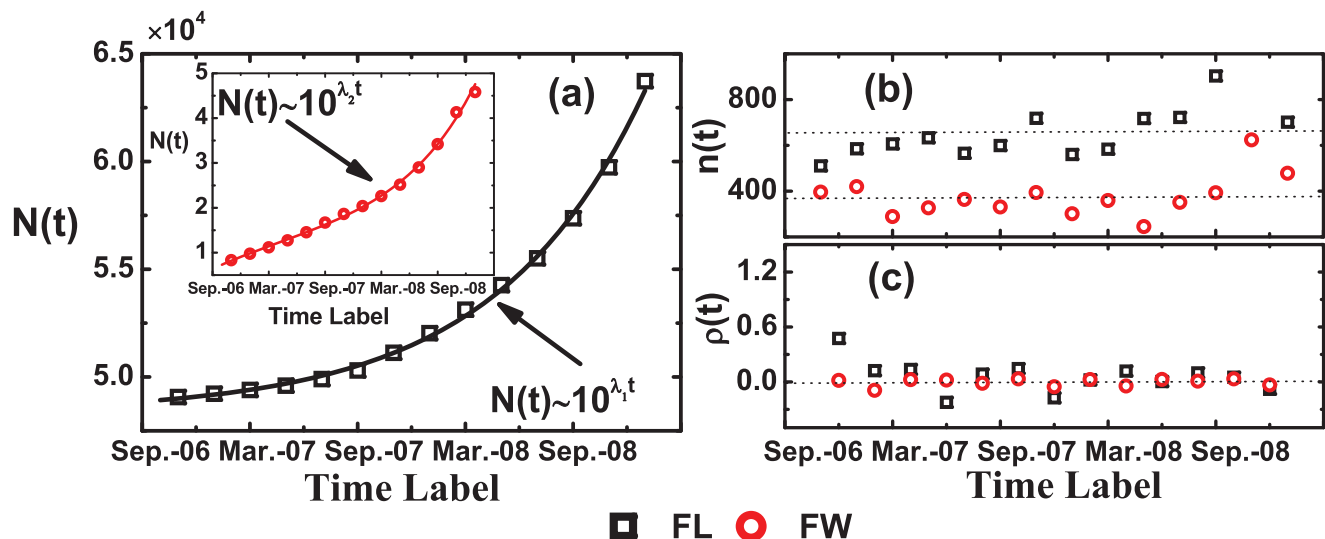 ×10⁴
6.5
6.0
5.5
5.0
N(t)
(a)
5
4
3
2
1
N(t)
N(t)~10^λ₂t
Sep.-06 Mar.-07 Sep.-07 Mar.-08 Sep.-08
Time Label
N(t)~10^λ₁t
Sep.-06 Mar.-07 Sep.-07 Mar.-08 Sep.-08
Time Label
(b)
n(t)
800
400
(c)
ρ(t)
1.2
0.6
0.0
Sep.-06 Mar.-07 Sep.-07 Mar.-08 Sep.-08
Time Label
FL FW